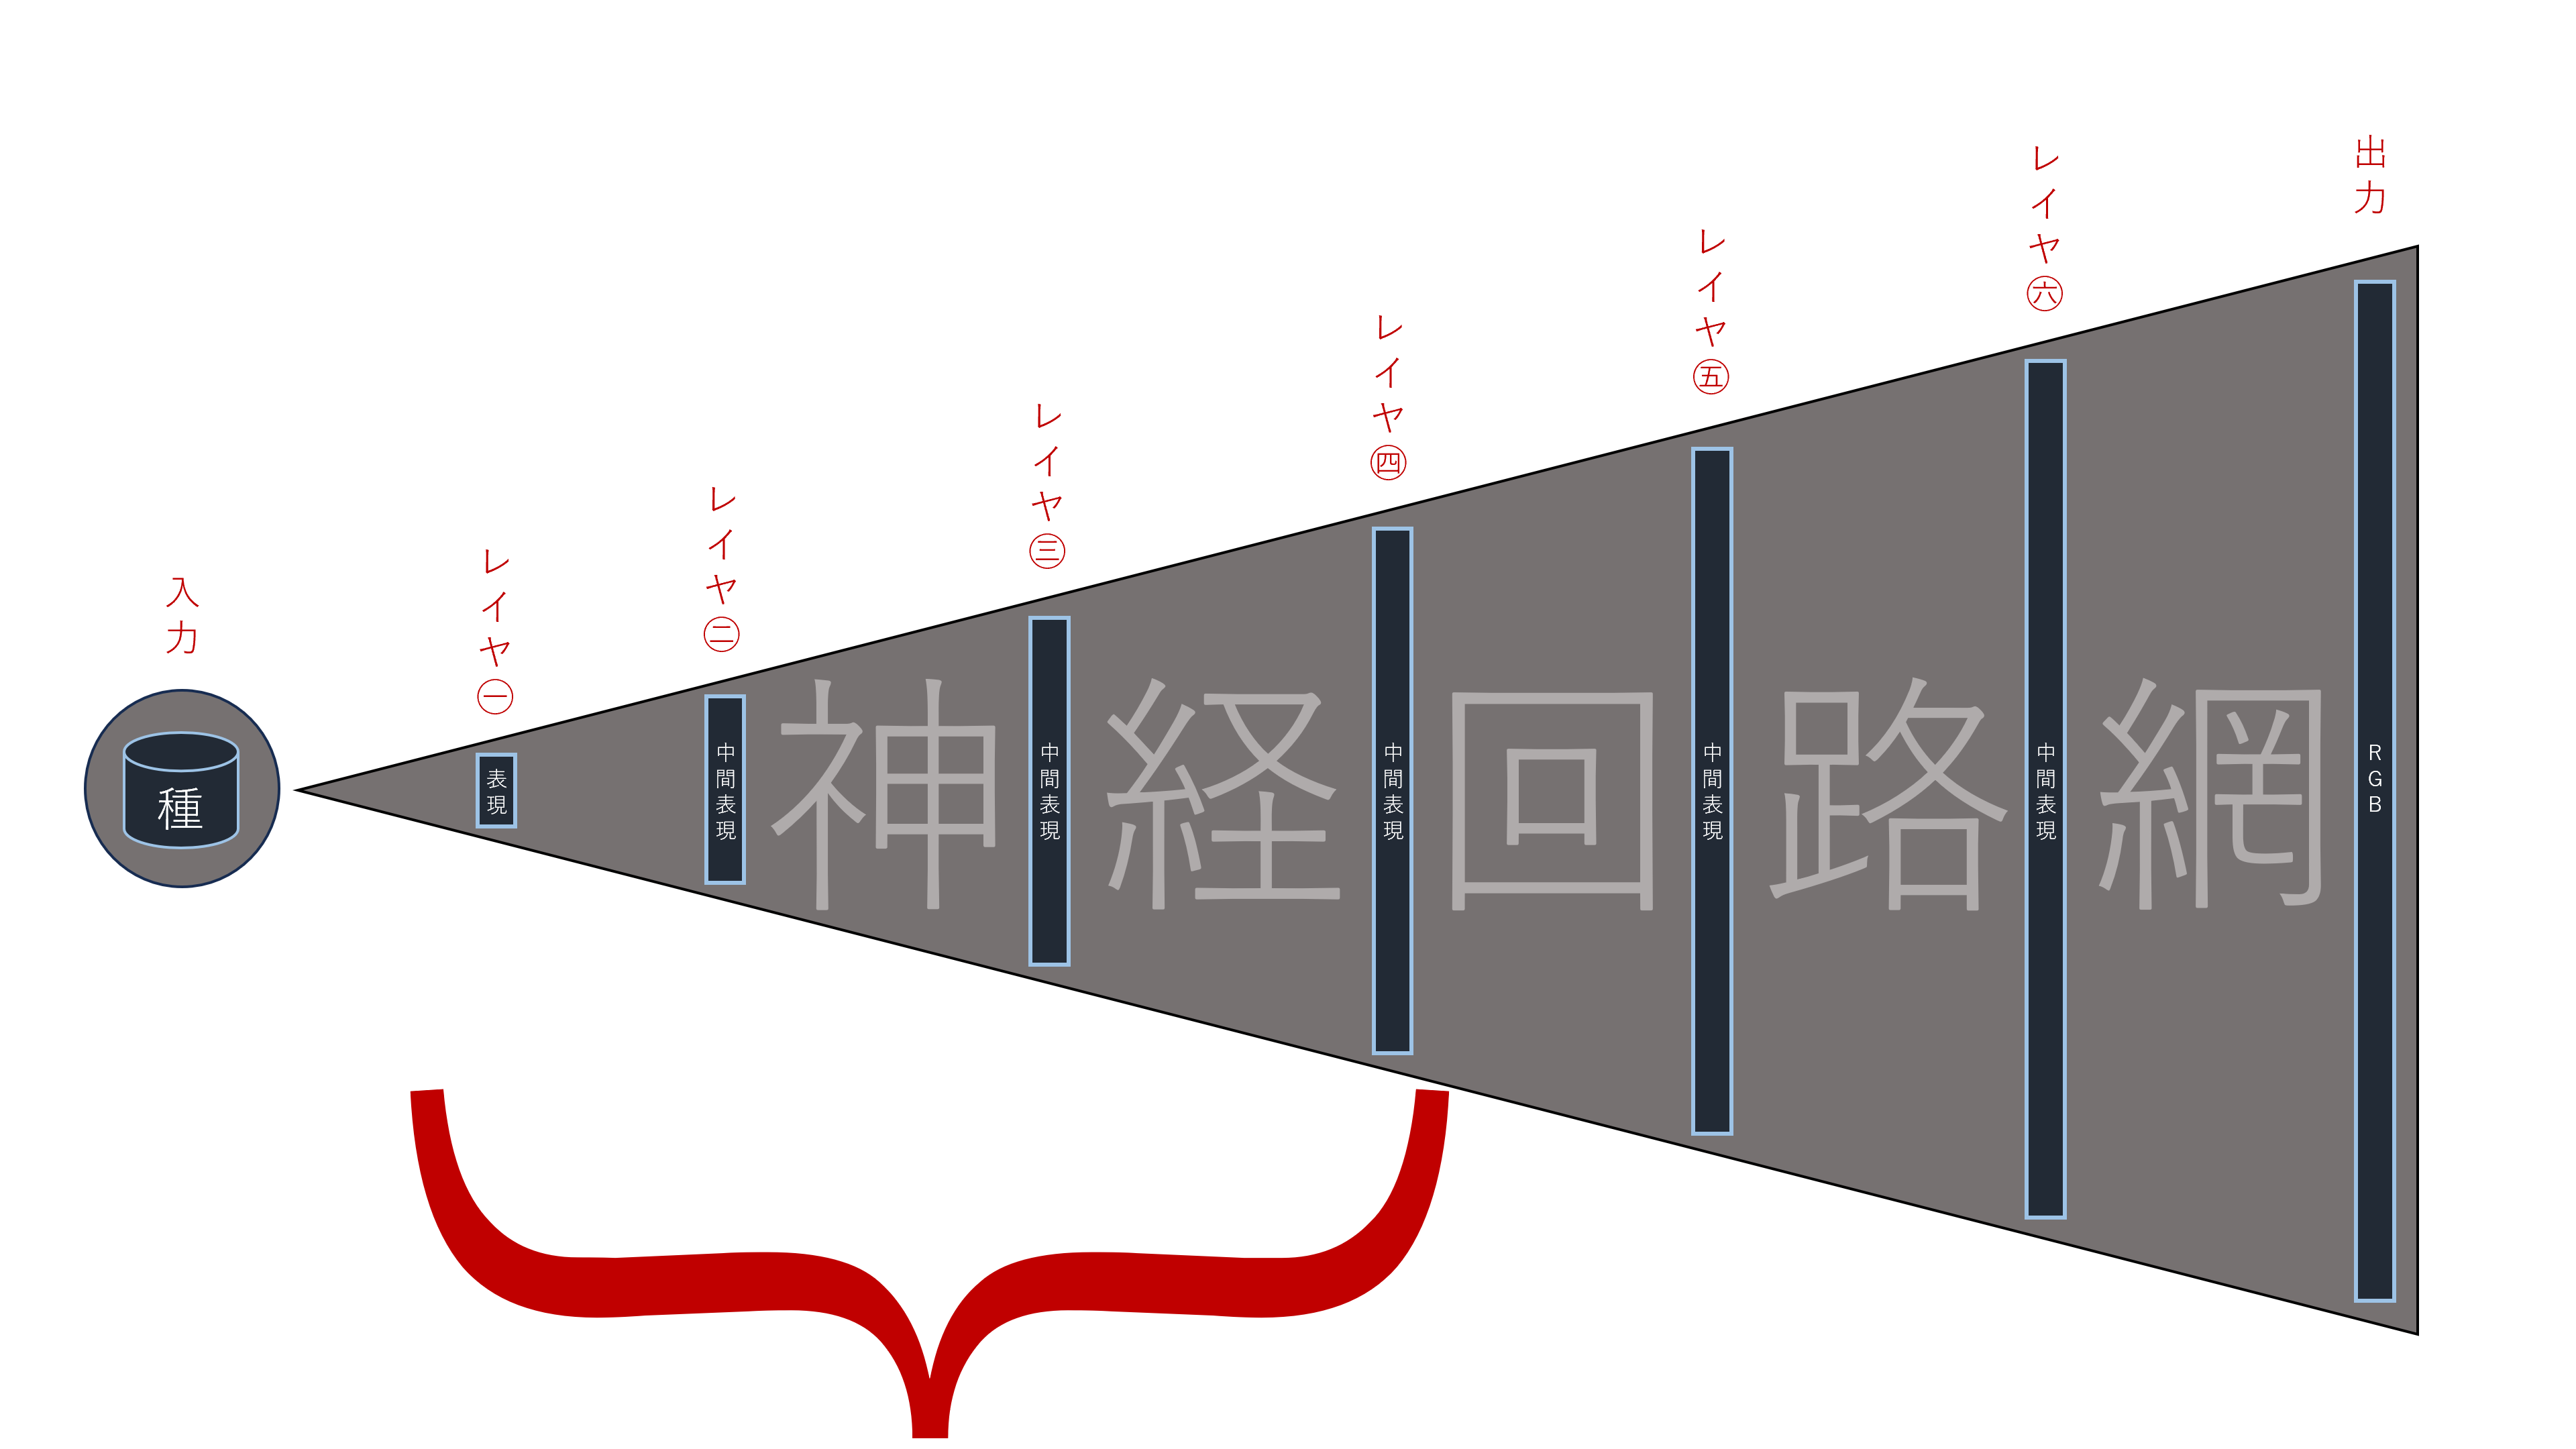 入力
種
レイヤ㊀
表現
レイヤ㊁
中間表現
レイヤ㊂
中間表現
レイヤ㊃
中間表現
レイヤ㊄
中間表現
レイヤ㊅
中間表現
出力
RGB
神経回路網